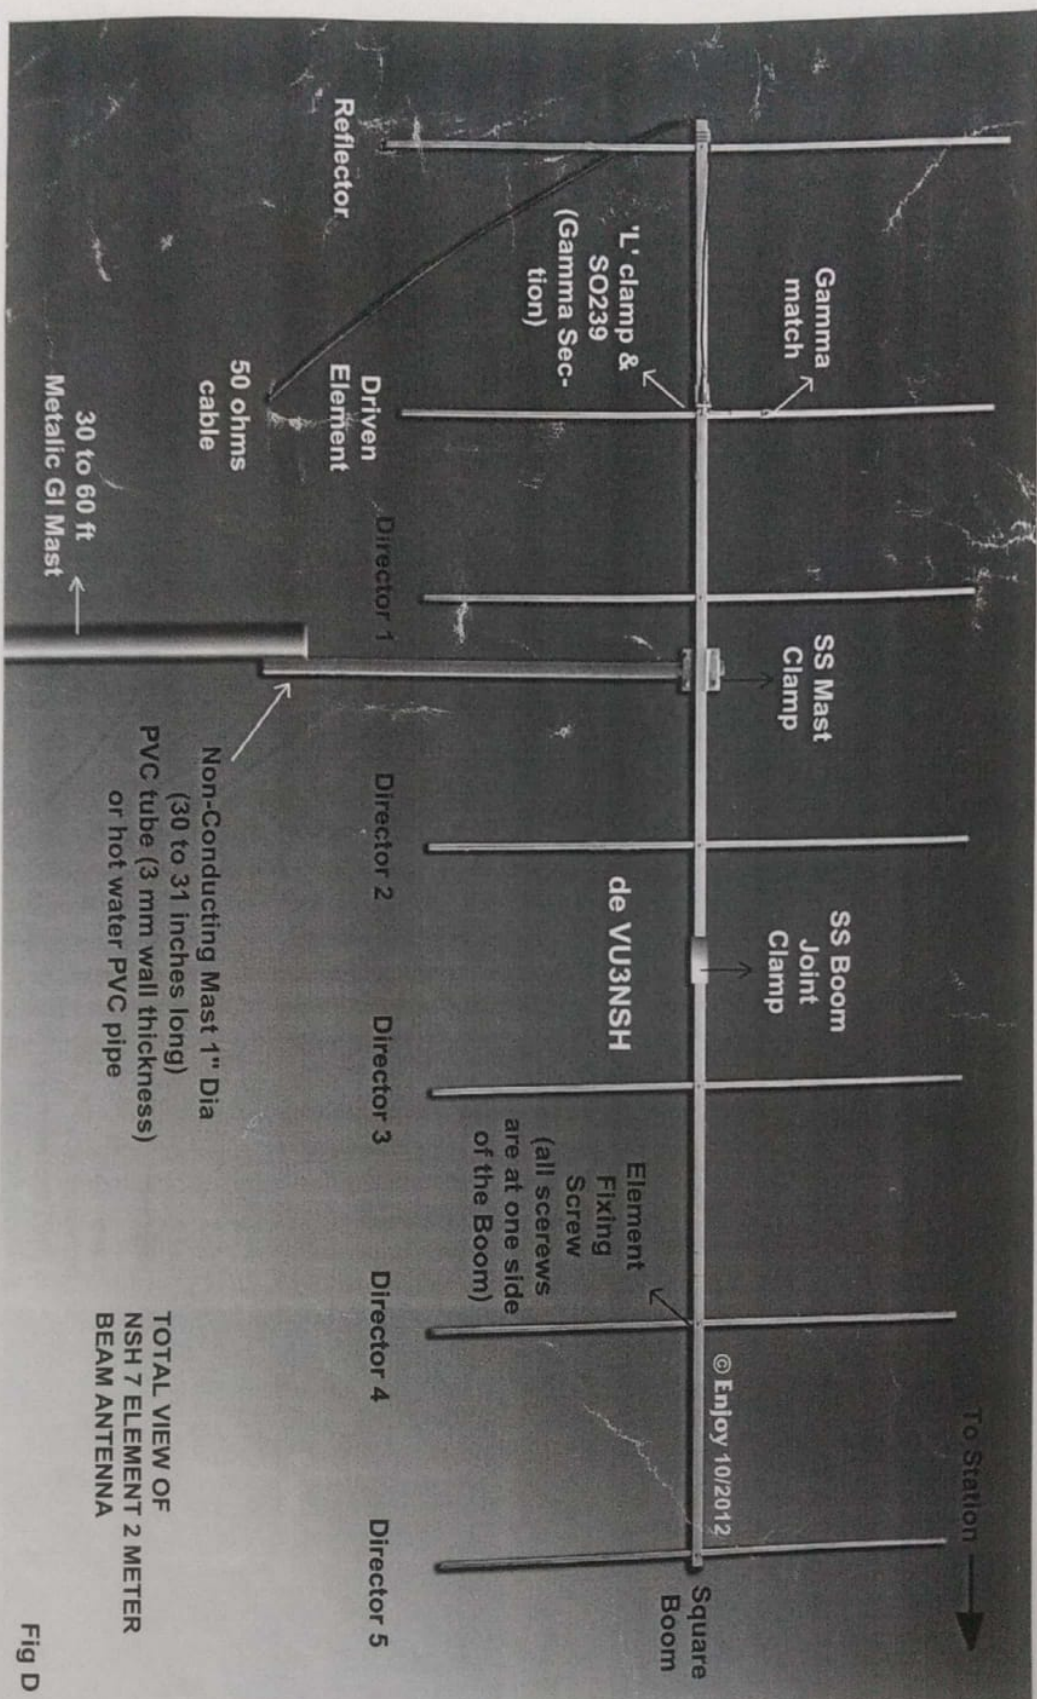 To Station
Gamma
match
SS Mast
Clamp
SS Boom
Joint
Clamp
© Enjoy 10/2012
Square
Boom
'L' clamp &
SO239
(Gamma Sec-
tion)
de VU3NSH
Element
Fixing
Screw
(all scerews
are at one side
of the Boom)
Reflector
Driven
Element
Director 1
Director 2
Director 3
Director 4
Director 5
50 ohms
cable
30 to 60 ft
Metalic GI Mast
Non-Conducting Mast 1" Dia
(30 to 31 inches long)
PVC tube (3 mm wall thickness)
or hot water PVC pipe
TOTAL VIEW OF
NSH 7 ELEMENT 2 METER
BEAM ANTENNA
Fig D